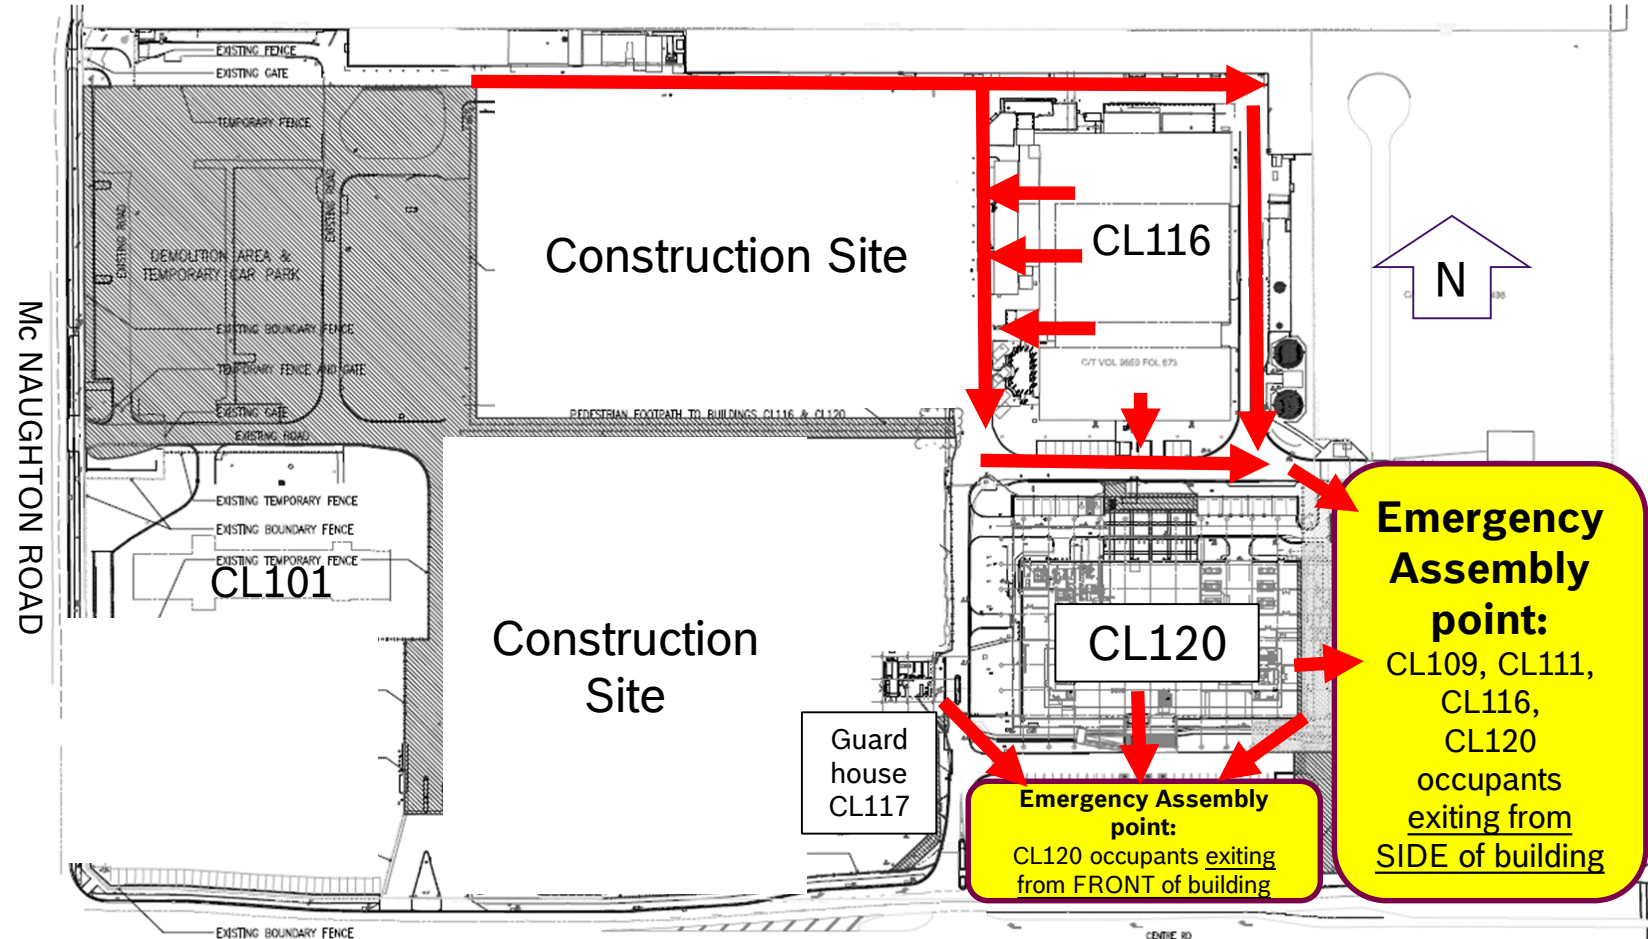 EXISTING FENCE
EXISTING GATE
TEMPORARY FENCE
EXISTING ROAD
EXISTING ROAD
DEMOLITION AREA &
TEMPORARY CAR PARK
EXISTING BOUNDARY FENCE
TEMPORARY FENCE AND GATE
EXISTING GATE
EXISTING ROAD
Construction Site
CL116
C/T VOL 9659 FOL 673
N
PEDESTRIAN FOOTPATH TO BUILDINGS CL116 & CL120
Mc NAUGHTON ROAD
EXISTING TEMPORARY FENCE
EXISTING BOUNDARY FENCE
EXISTING TEMPORARY FENCE
CL101
Construction
Site
CL120
Guard
house
CL117
Emergency
Assembly
point:
CL109, CL111,
CL116,
CL120
occupants
exiting from
SIDE of building
Emergency Assembly
point:
CL120 occupants exiting
from FRONT of building
EXISTING BOUNDARY FENCE
CENTRE RD